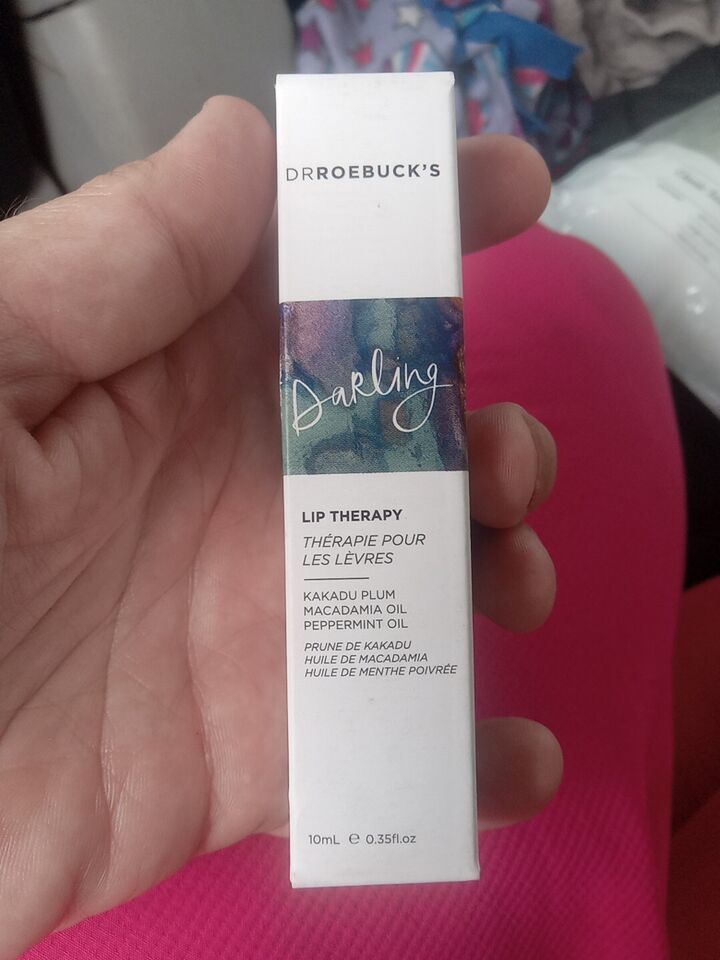 DRROEBUCK'S
Darling
LIP THERAPY
THÉRAPIE POUR
LES LÈVRES
KAKADU PLUM
MACADAMIA OIL
PEPPERMINT OIL
PRUNE DE KAKADU
HUILE DE MACADAMIA
HUILE DE MENTHE POIVRÉE
10mL ℮ 0.35fl.oz